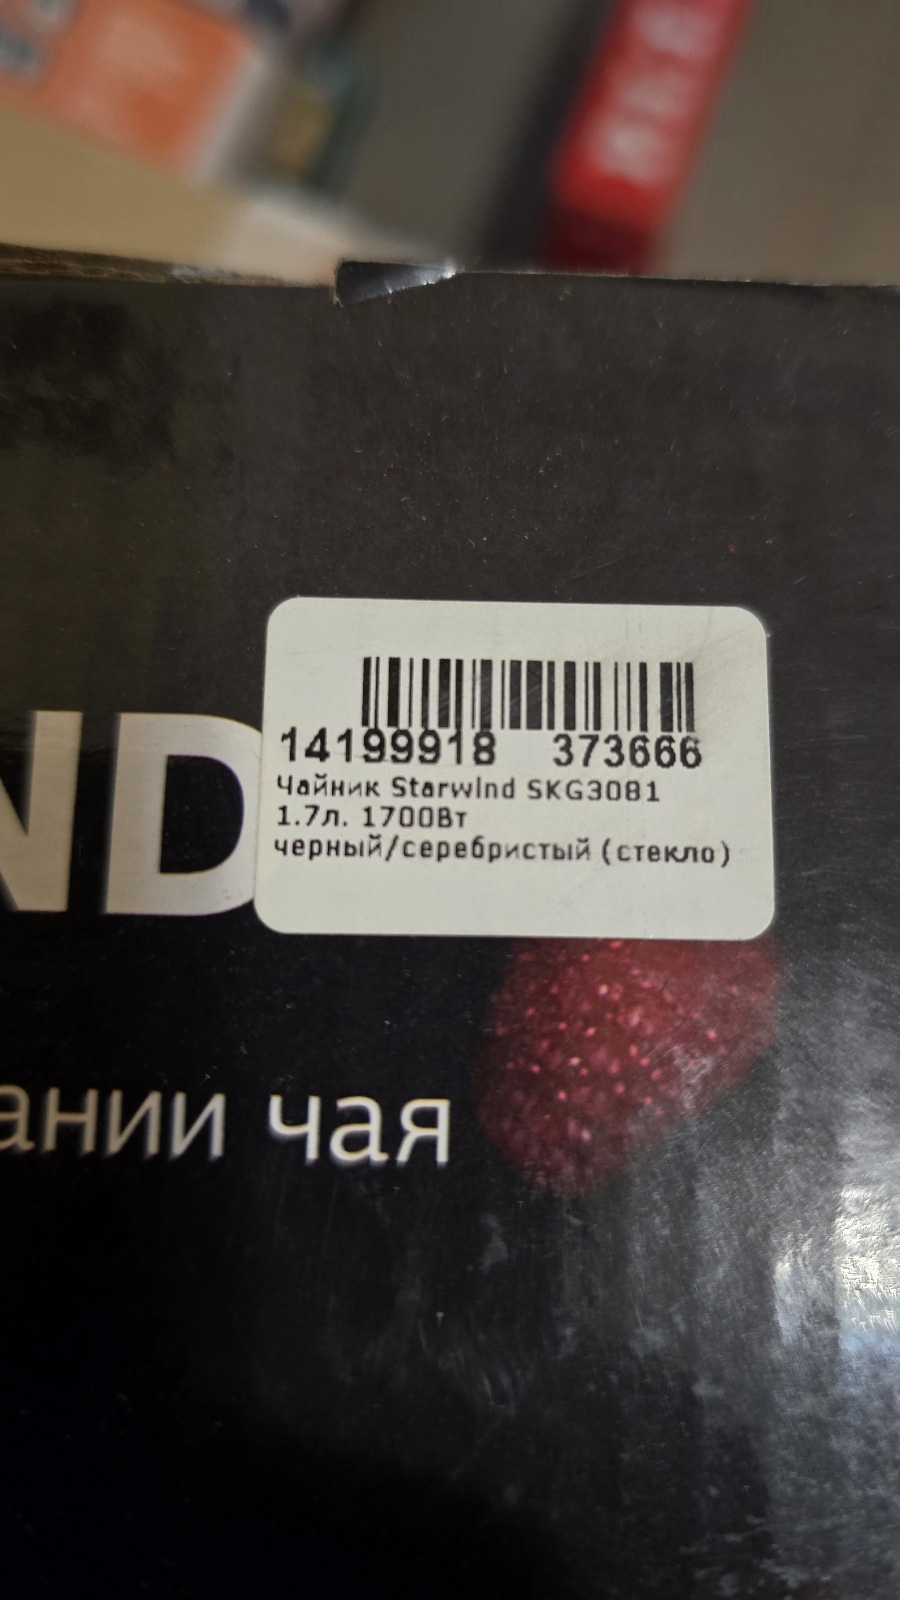 14199918 373666
Чайник Starwind SKG3081
1.7л. 1700Вт
черный/серебристый (стекло)
ND
ании чая